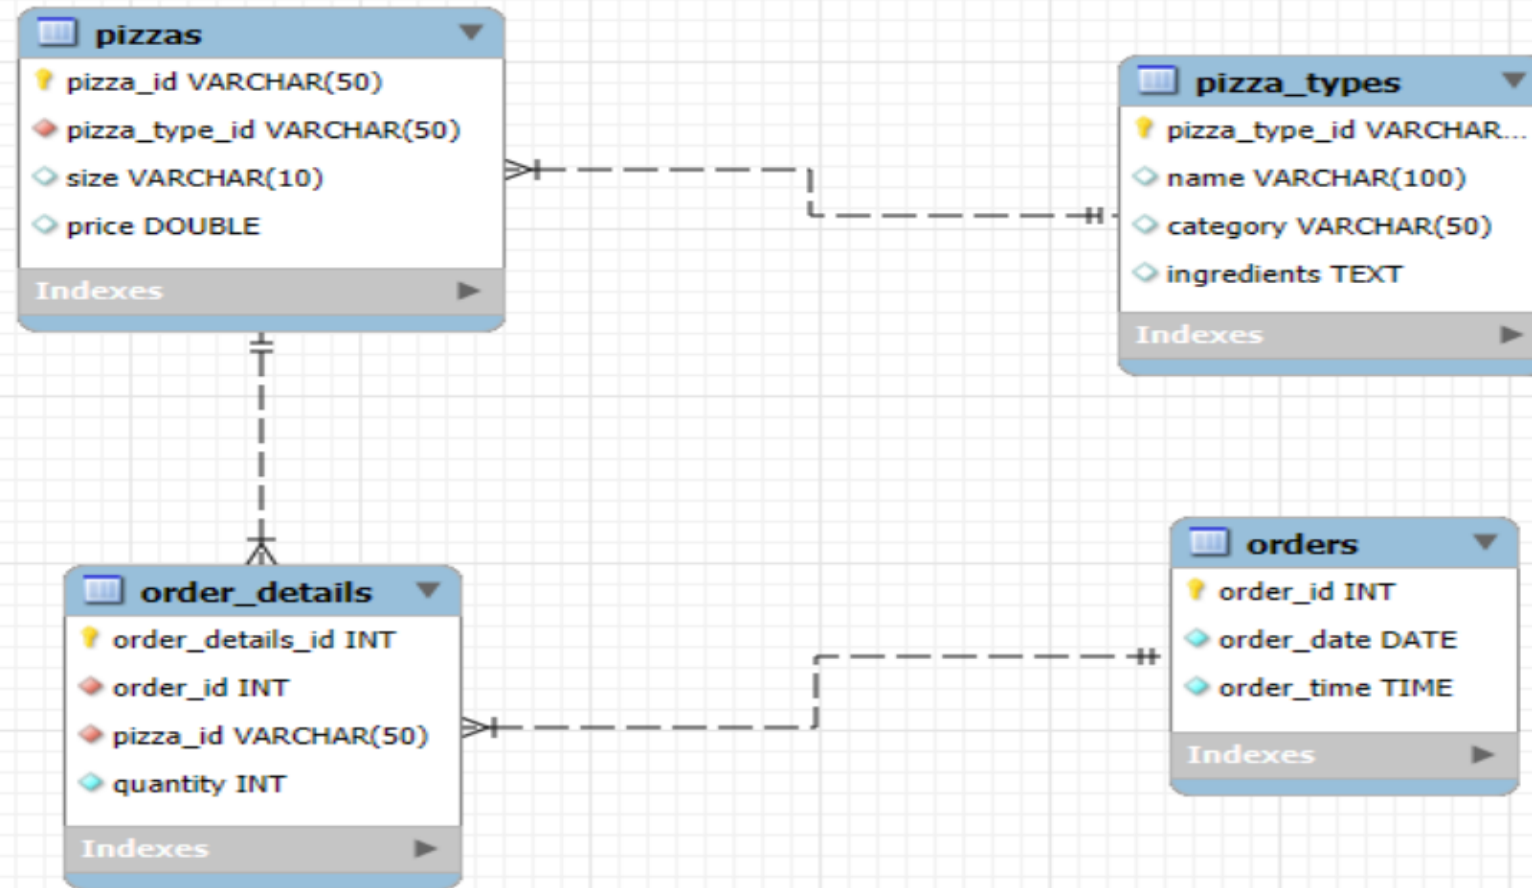 pizzas
pizza_id VARCHAR(50)
pizza_type_id VARCHAR(50)
size VARCHAR(10)
price DOUBLE
Indexes
pizza_types
pizza_type_id VARCHAR...
name VARCHAR(100)
category VARCHAR(50)
ingredients TEXT
Indexes
order_details
order_details_id INT
order_id INT
pizza_id VARCHAR(50)
quantity INT
Indexes
orders
order_id INT
order_date DATE
order_time TIME
Indexes